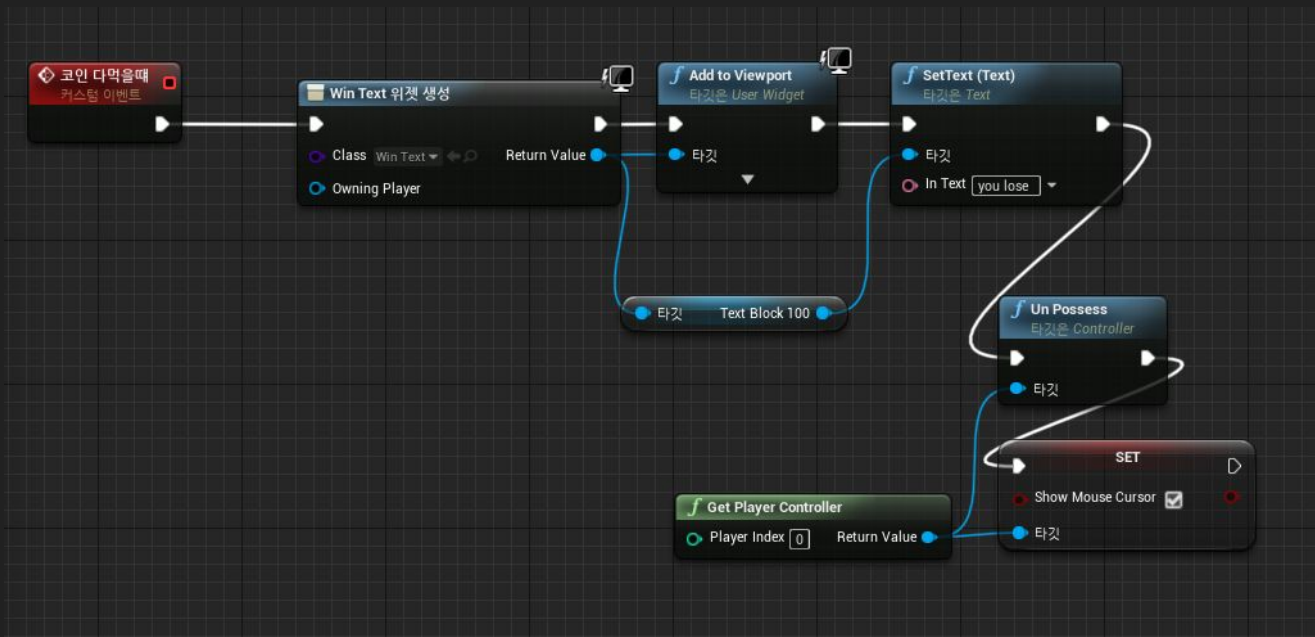 코인 다먹을때
커스텀 이벤트
Win Text 위젯 생성
Class Win Text
Return Value
Owning Player
Add to Viewport
타깃은 User Widget
타깃
SetText (Text)
타깃은 Text
타깃
In Text you lose
타깃 Text Block 100
Un Possess
타깃은 Controller
타깃
SET
Show Mouse Cursor
타깃
Get Player Controller
Player Index 0 Return Value